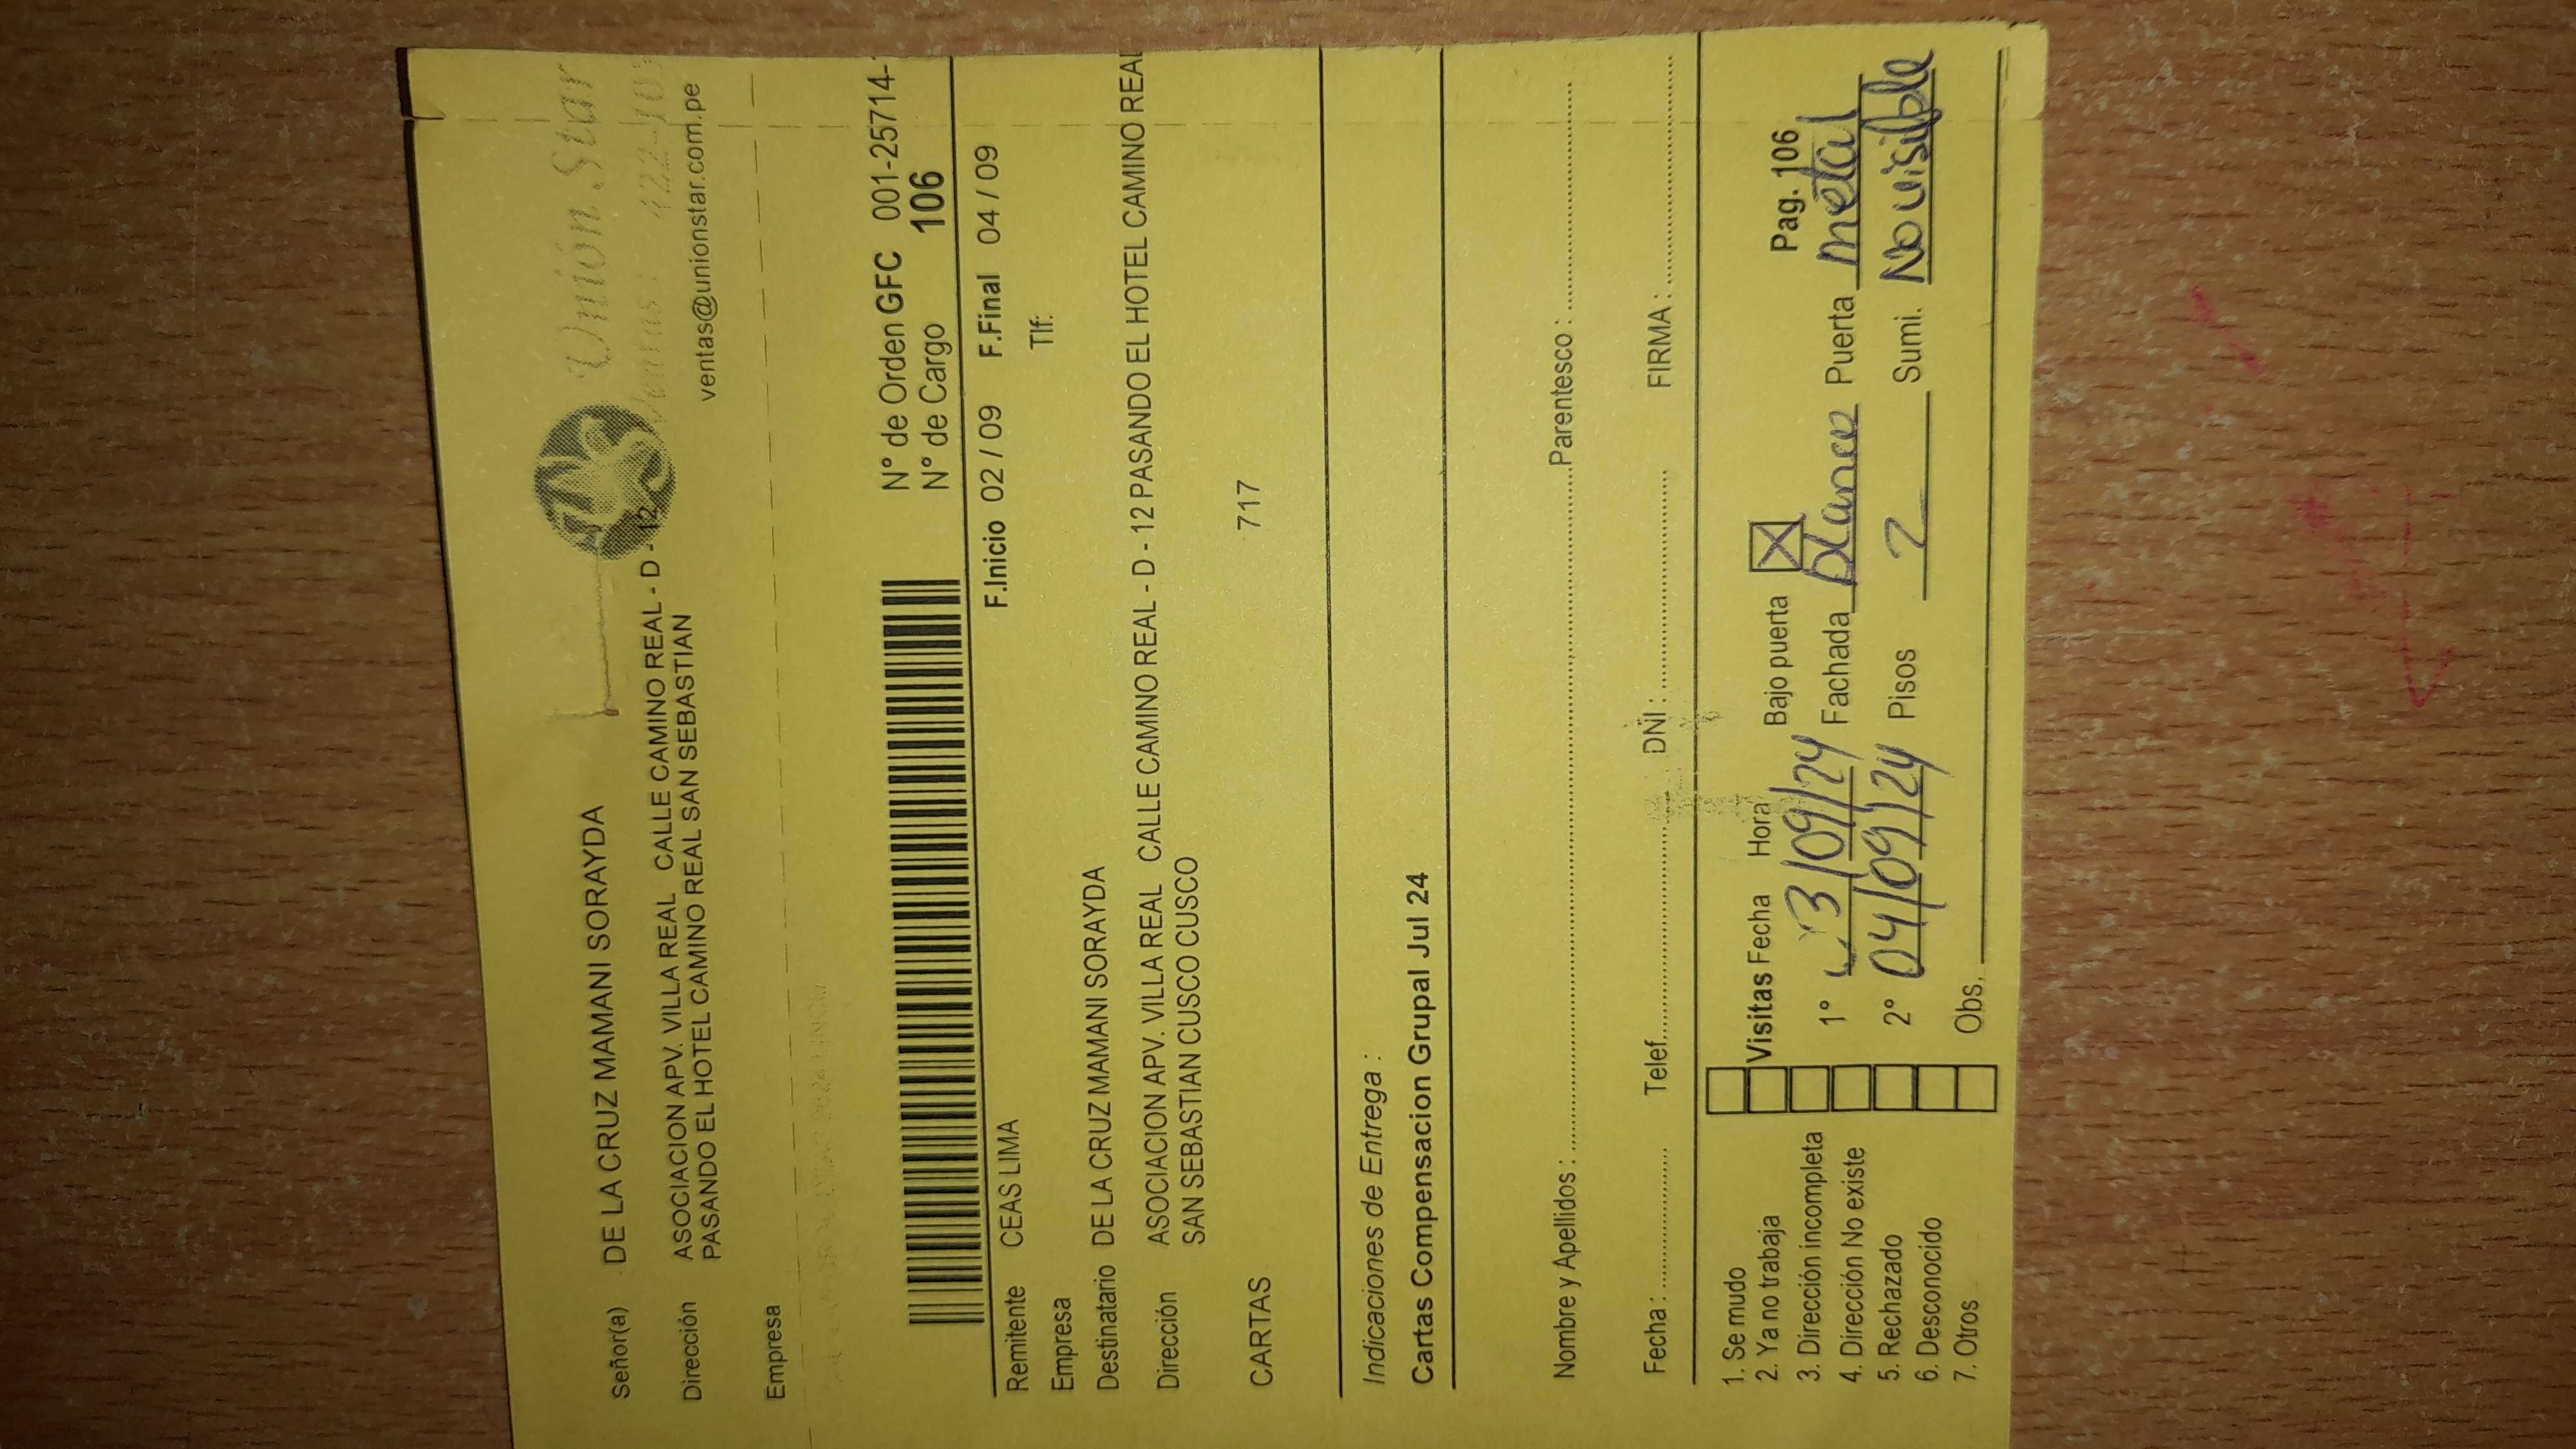 Unión Star
ventas@unionstar.com.pe
Señor(a) DE LA CRUZ MAMANI SORAYDA
Dirección ASOCIACION APV. VILLA REAL CALLE CAMINO REAL - D - 12
PASANDO EL HOTEL CAMINO REAL SAN SEBASTIAN
Empresa
N° de Orden GFC 001-25714-
N° de Cargo 106
F.Inicio 02 / 09 F.Final 04 / 09
Remitente CEAS LIMA
Empresa Tlf:
Destinatario DE LA CRUZ MAMANI SORAYDA
Dirección ASOCIACION APV. VILLA REAL CALLE CAMINO REAL - D - 12 PASANDO EL HOTEL CAMINO REAL
SAN SEBASTIAN CUSCO CUSCO
CARTAS 717
Indicaciones de Entrega :
Cartas Compensacion Grupal Jul 24
Nombre y Apellidos : Parentesco :
Fecha : Telef. DNI : FIRMA :
1. Se mudo
2. Ya no trabaja
3. Dirección incompleta
4. Dirección No existe
5. Rechazado
6. Desconocido
7. Otros
Visitas Fecha Hora Bajo puerta X Pag. 106
1° 03/09/24 Fachada blanco Puerta metal
2° 04/09/24 Pisos 2 Sumi. No visible
Obs.